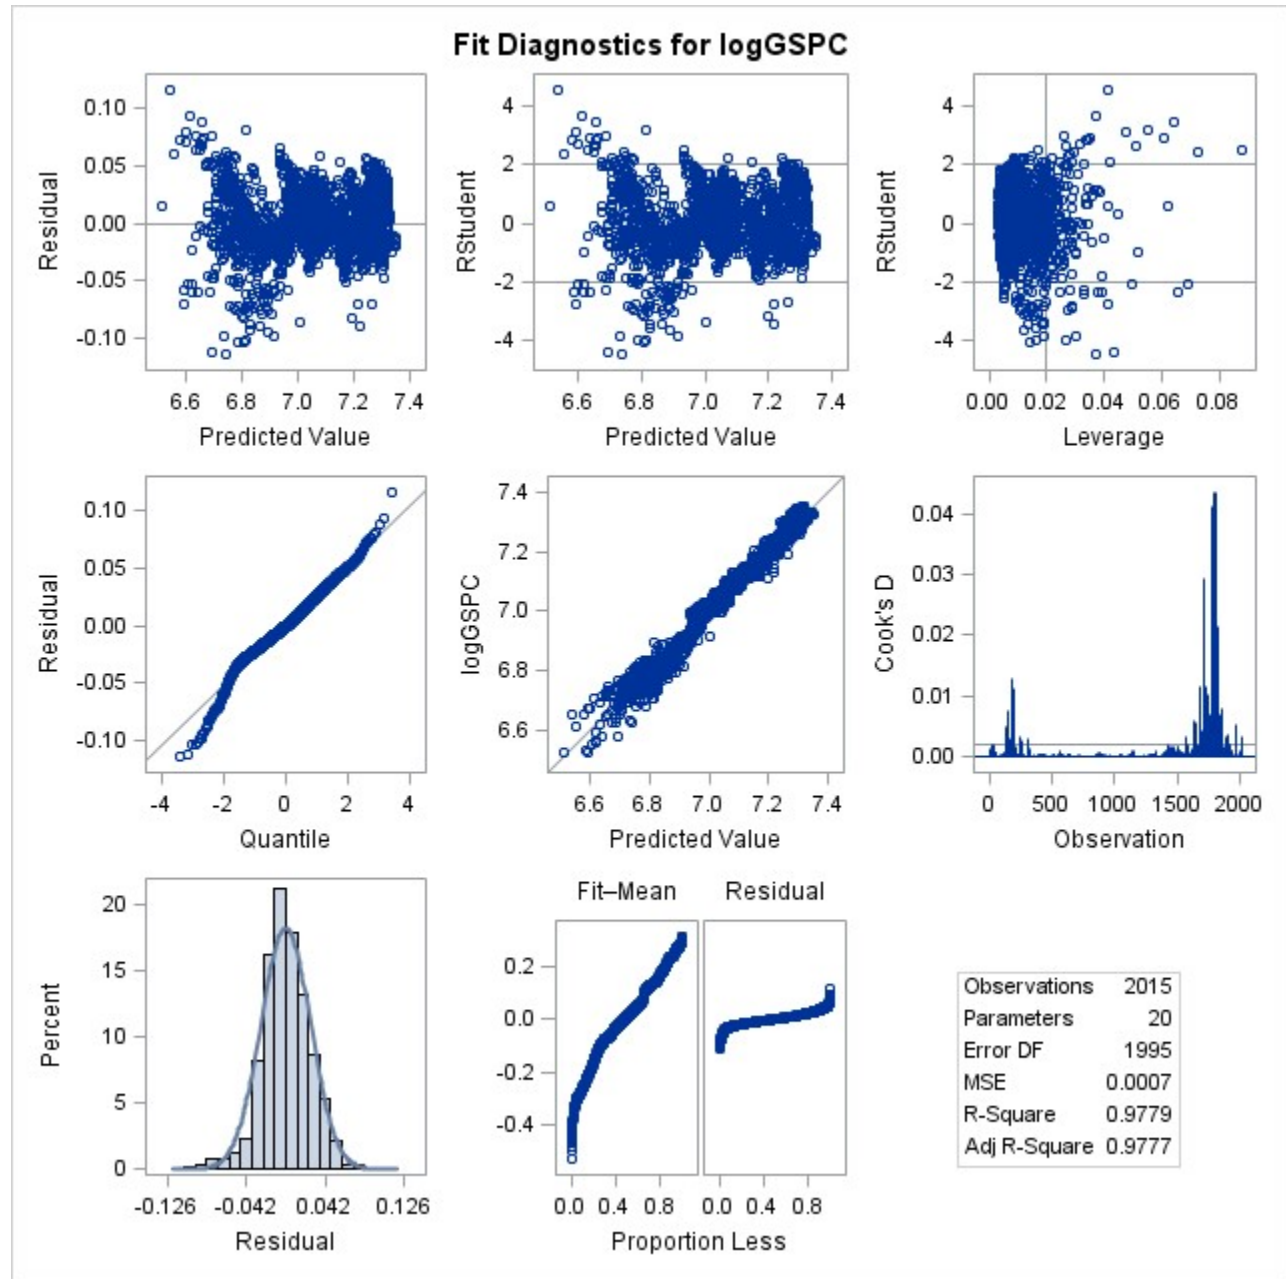 Fit Diagnostics for logGSPC
Residual
0.10
0.05
0.00
-0.05
-0.10
6.6 6.8 7.0 7.2 7.4
Predicted Value
RStudent
4
2
0
-2
-4
6.6 6.8 7.0 7.2 7.4
Predicted Value
RStudent
4
2
0
-2
-4
0.00 0.02 0.04 0.06 0.08
Leverage
Residual
0.10
0.05
0.00
-0.05
-0.10
-4 -2 0 2 4
Quantile
logGSPC
7.4
7.2
7.0
6.8
6.6
6.6 6.8 7.0 7.2 7.4
Predicted Value
Cook's D
0.04
0.03
0.02
0.01
0.00
0 500 1000 1500 2000
Observation
Percent
20
15
10
5
0
-0.126 -0.042 0.042 0.126
Residual
Fit–Mean Residual
0.2
0.0
-0.2
-0.4
0.0 0.4 0.8 0.0 0.4 0.8
Proportion Less
Observations 2015
Parameters 20
Error DF 1995
MSE 0.0007
R-Square 0.9779
Adj R-Square 0.9777